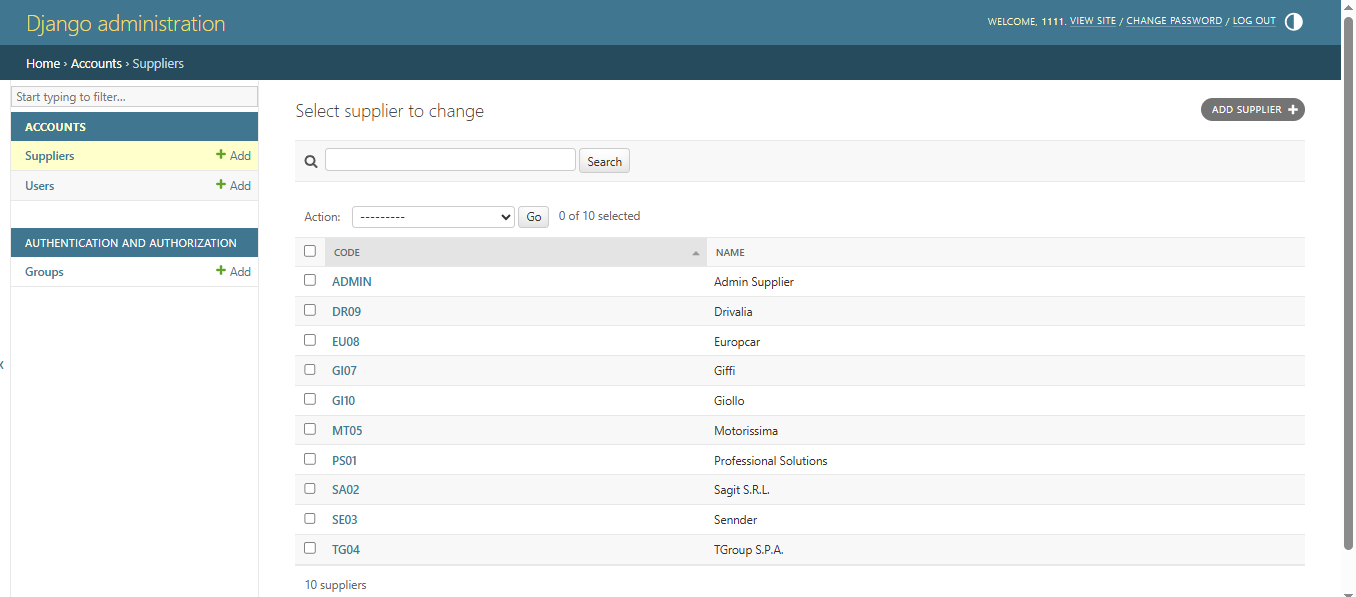 Django administration
WELCOME, 1111. VIEW SITE / CHANGE PASSWORD / LOG OUT
Home › Accounts › Suppliers
Start typing to filter...
ACCOUNTS
Suppliers + Add
Users + Add
AUTHENTICATION AND AUTHORIZATION
Groups + Add
Select supplier to change
ADD SUPPLIER +
Search
Action: --------- Go 0 of 10 selected
CODE NAME
ADMIN Admin Supplier
DR09 Drivalia
EU08 Europcar
GI07 Giffi
GI10 Giollo
MT05 Motorissima
PS01 Professional Solutions
SA02 Sagit S.R.L.
SE03 Sennder
TG04 TGroup S.P.A.
10 suppliers